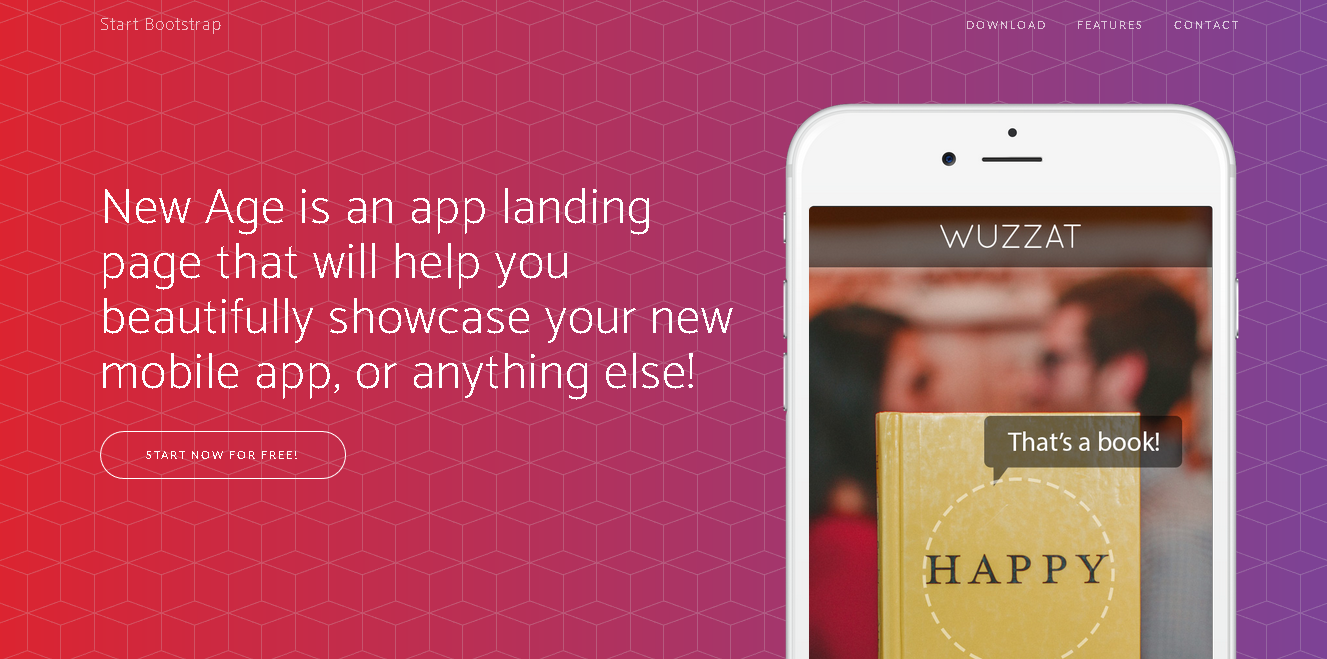 Start Bootstrap
DOWNLOAD FEATURES CONTACT
New Age is an app landing
page that will help you
beautifully showcase your new
mobile app, or anything else!
START NOW FOR FREE!
WUZZAT
That's a book!
HAPPY